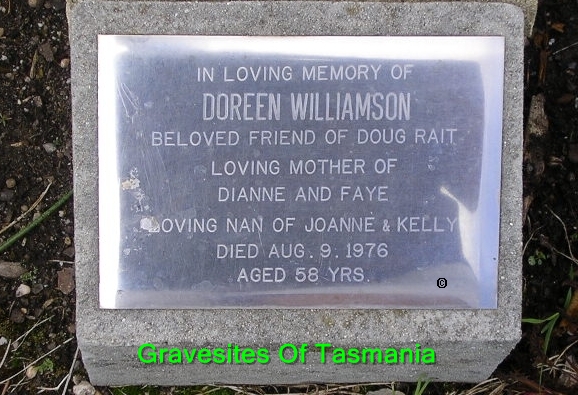 IN LOVING MEMORY OF
DOREEN WILLIAMSON
BELOVED FRIEND OF DOUG RAIT
LOVING MOTHER OF
DIANNE AND FAYE
LOVING NAN OF JOANNE & KELLY
DIED AUG. 9. 1976
AGED 58 YRS.
©
Gravesites Of Tasmania